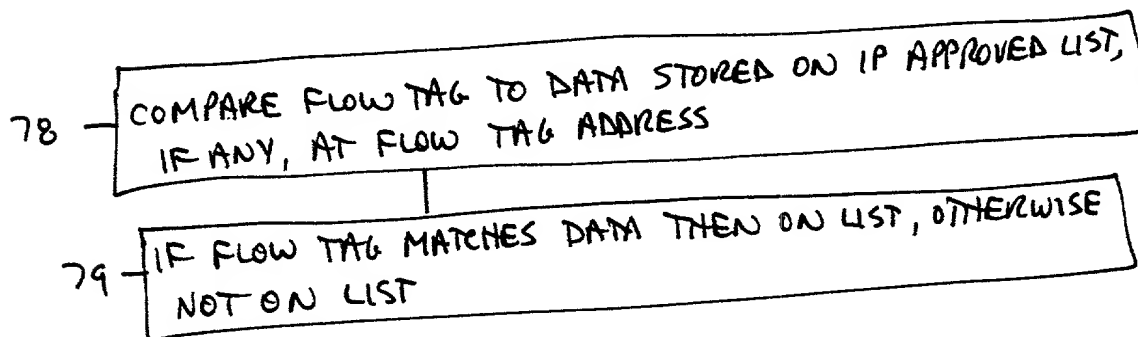 78 COMPARE FLOW TAG TO DATA STORED ON IP APPROVED LIST,
IF ANY, AT FLOW TAG ADDRESS
79 IF FLOW TAG MATCHES DATA THEN ON LIST, OTHERWISE
NOT ON LIST